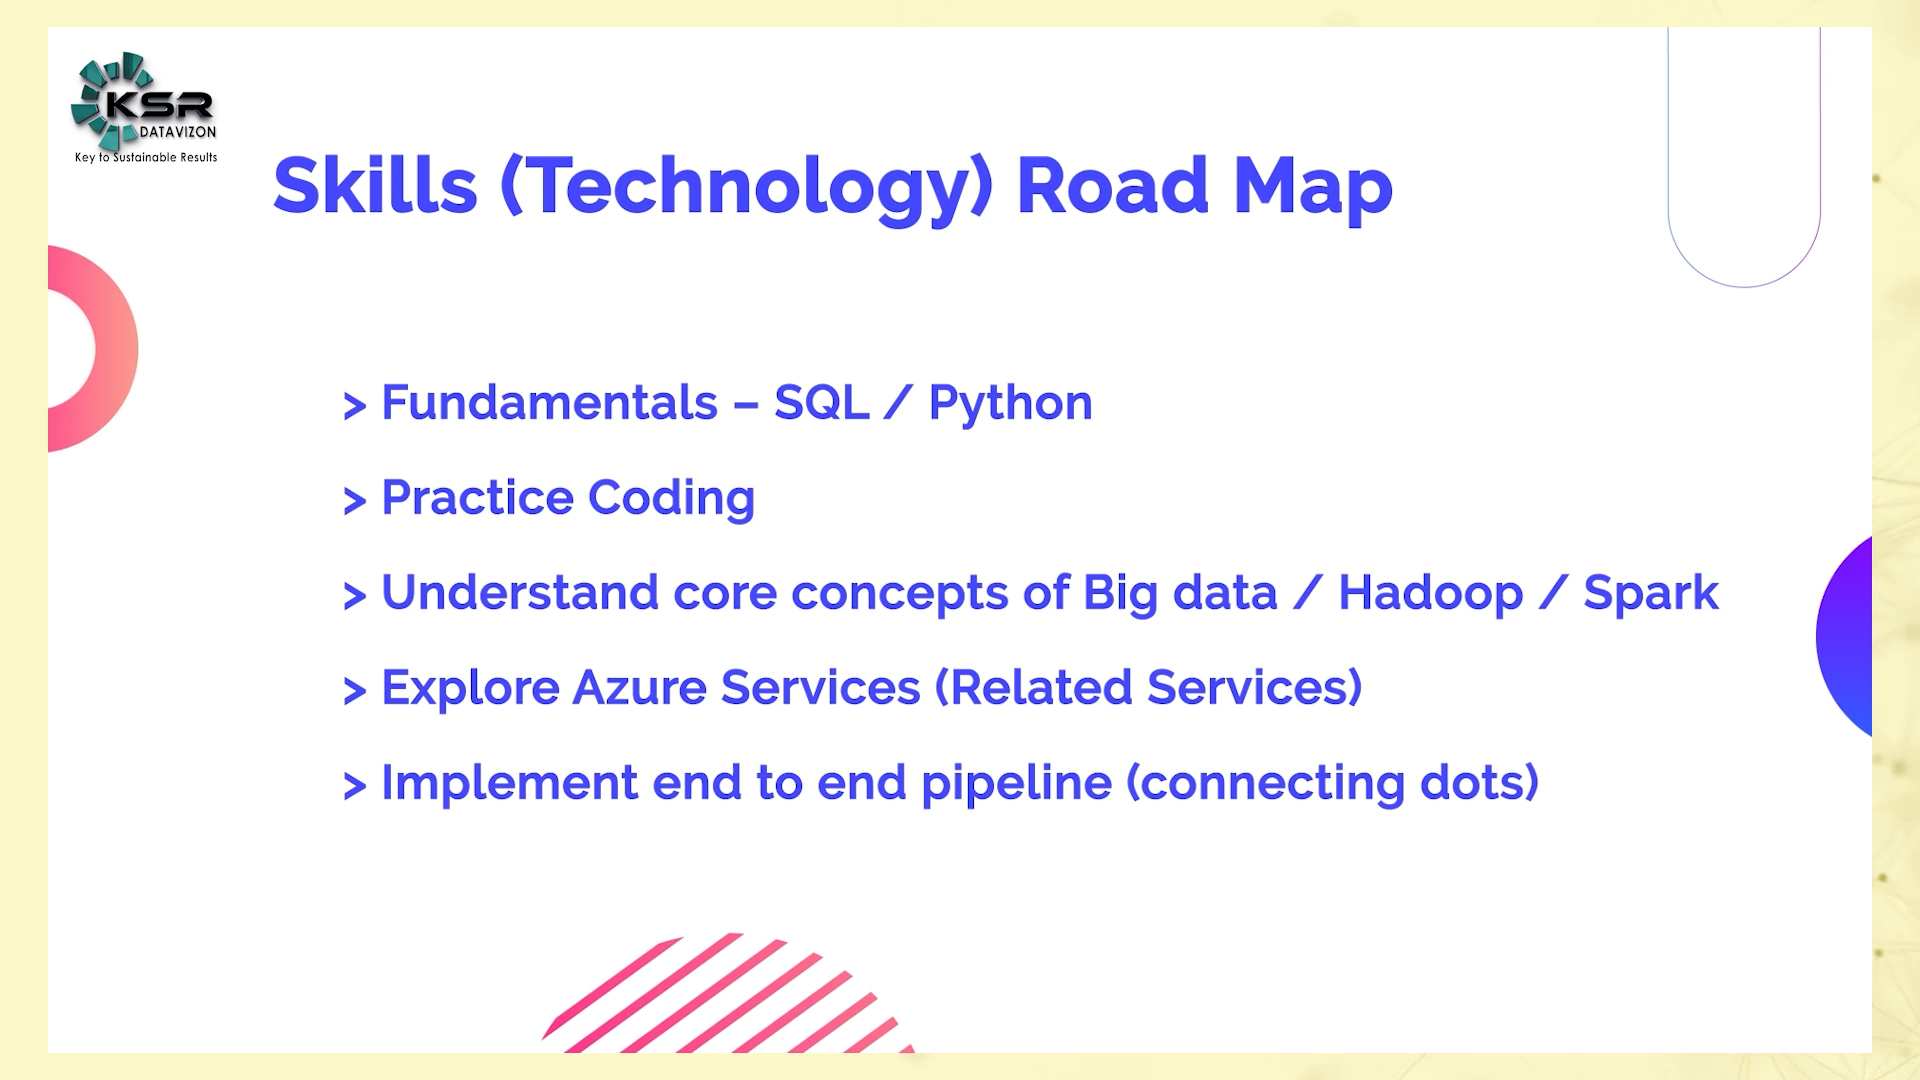 KSR
DATAVIZON
Key to Sustainable Results
Skills (Technology) Road Map
> Fundamentals – SQL / Python
> Practice Coding
> Understand core concepts of Big data / Hadoop / Spark
> Explore Azure Services (Related Services)
> Implement end to end pipeline (connecting dots)